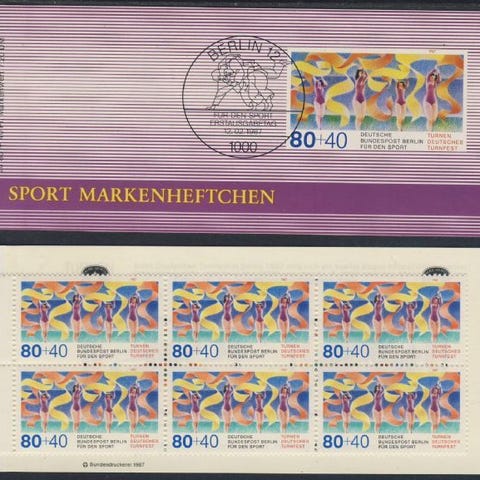 BERLIN 12
FÜR DEN SPORT
ERSTAUSGABETAG
12.02.1987
1000
80+40
DEUTSCHE
BUNDESPOST BERLIN
FÜR DEN SPORT
TURNEN
DEUTSCHES
TURNFEST
SPORT MARKENHEFTCHEN
80+40
DEUTSCHE
BUNDESPOST BERLIN
FÜR DEN SPORT
TURNEN
DEUTSCHES
TURNFEST
80+40
DEUTSCHE
BUNDESPOST BERLIN
FÜR DEN SPORT
TURNEN
DEUTSCHES
TURNFEST
80+40
DEUTSCHE
BUNDESPOST BERLIN
FÜR DEN SPORT
TURNEN
DEUTSCHES
TURNFEST
80+40
DEUTSCHE
BUNDESPOST BERLIN
FÜR DEN SPORT
TURNEN
DEUTSCHES
TURNFEST
80+40
DEUTSCHE
BUNDESPOST BERLIN
FÜR DEN SPORT
TURNEN
DEUTSCHES
TURNFEST
80+40
DEUTSCHE
BUNDESPOST BERLIN
FÜR DEN SPORT
TURNEN
DEUTSCHES
TURNFEST
Bundesdruckerei 1987